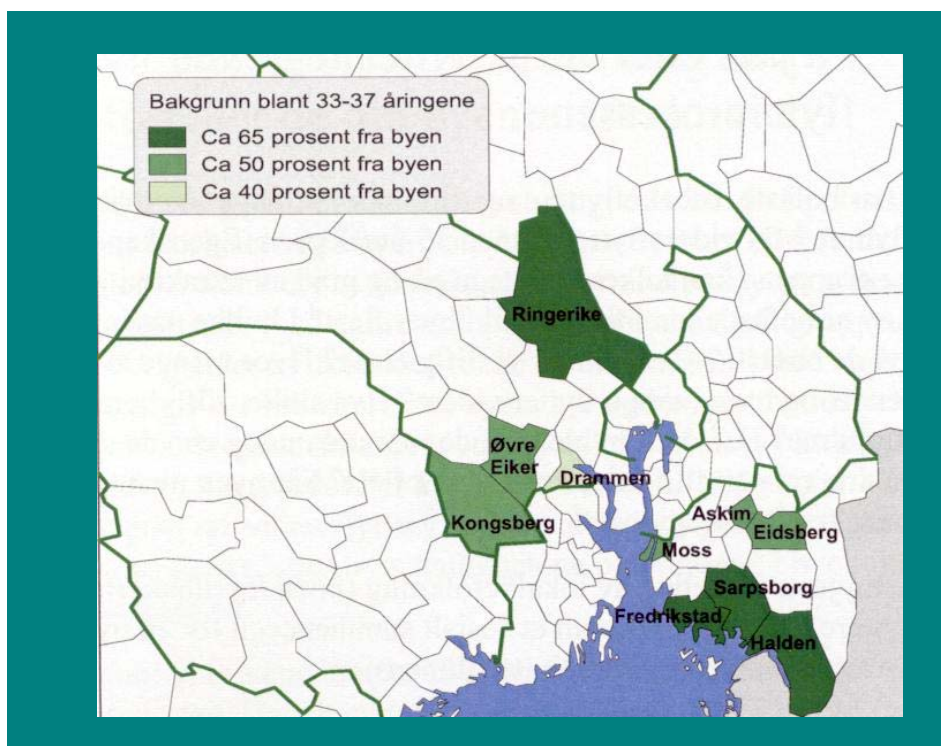 Bakgrunn blant 33-37 åringene
Ca 65 prosent fra byen
Ca 50 prosent fra byen
Ca 40 prosent fra byen
Ringerike
Øvre
Eiker
Drammen
Kongsberg
Askim
Eidsberg
Moss
Sarpsborg
Fredrikstad
Halden